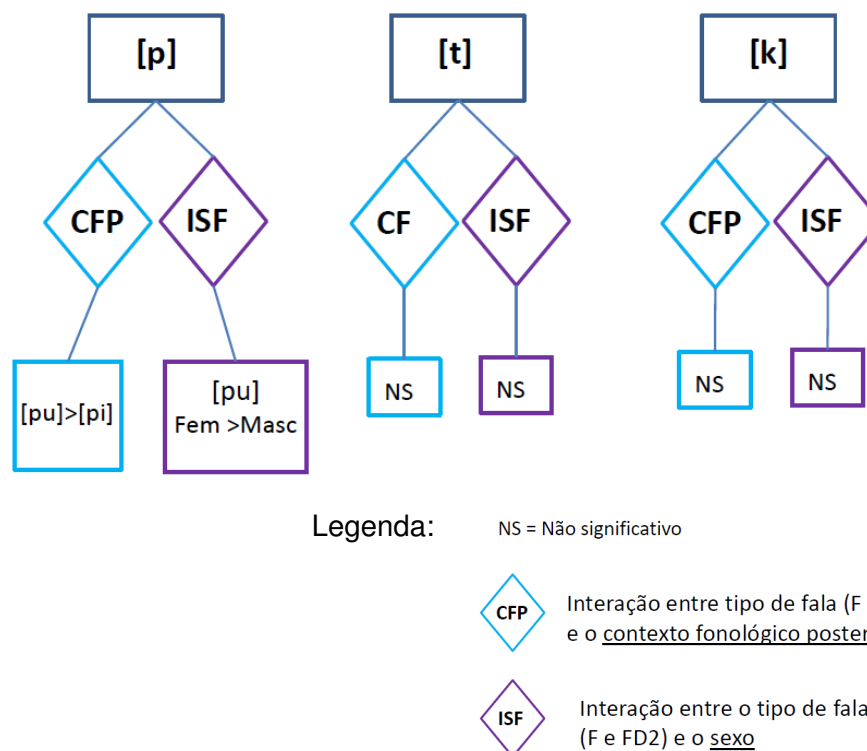 [p] [t] [k]
CFP ISF CF ISF CFP ISF
[pu]>[pi]
[pu]
Fem >Masc
NS NS NS NS
Legenda: NS = Não significativo
CFP
Interação entre tipo de fala (F
e o contexto fonológico poster
ISF
Interação entre o tipo de fala
(F e FD2) e o sexo